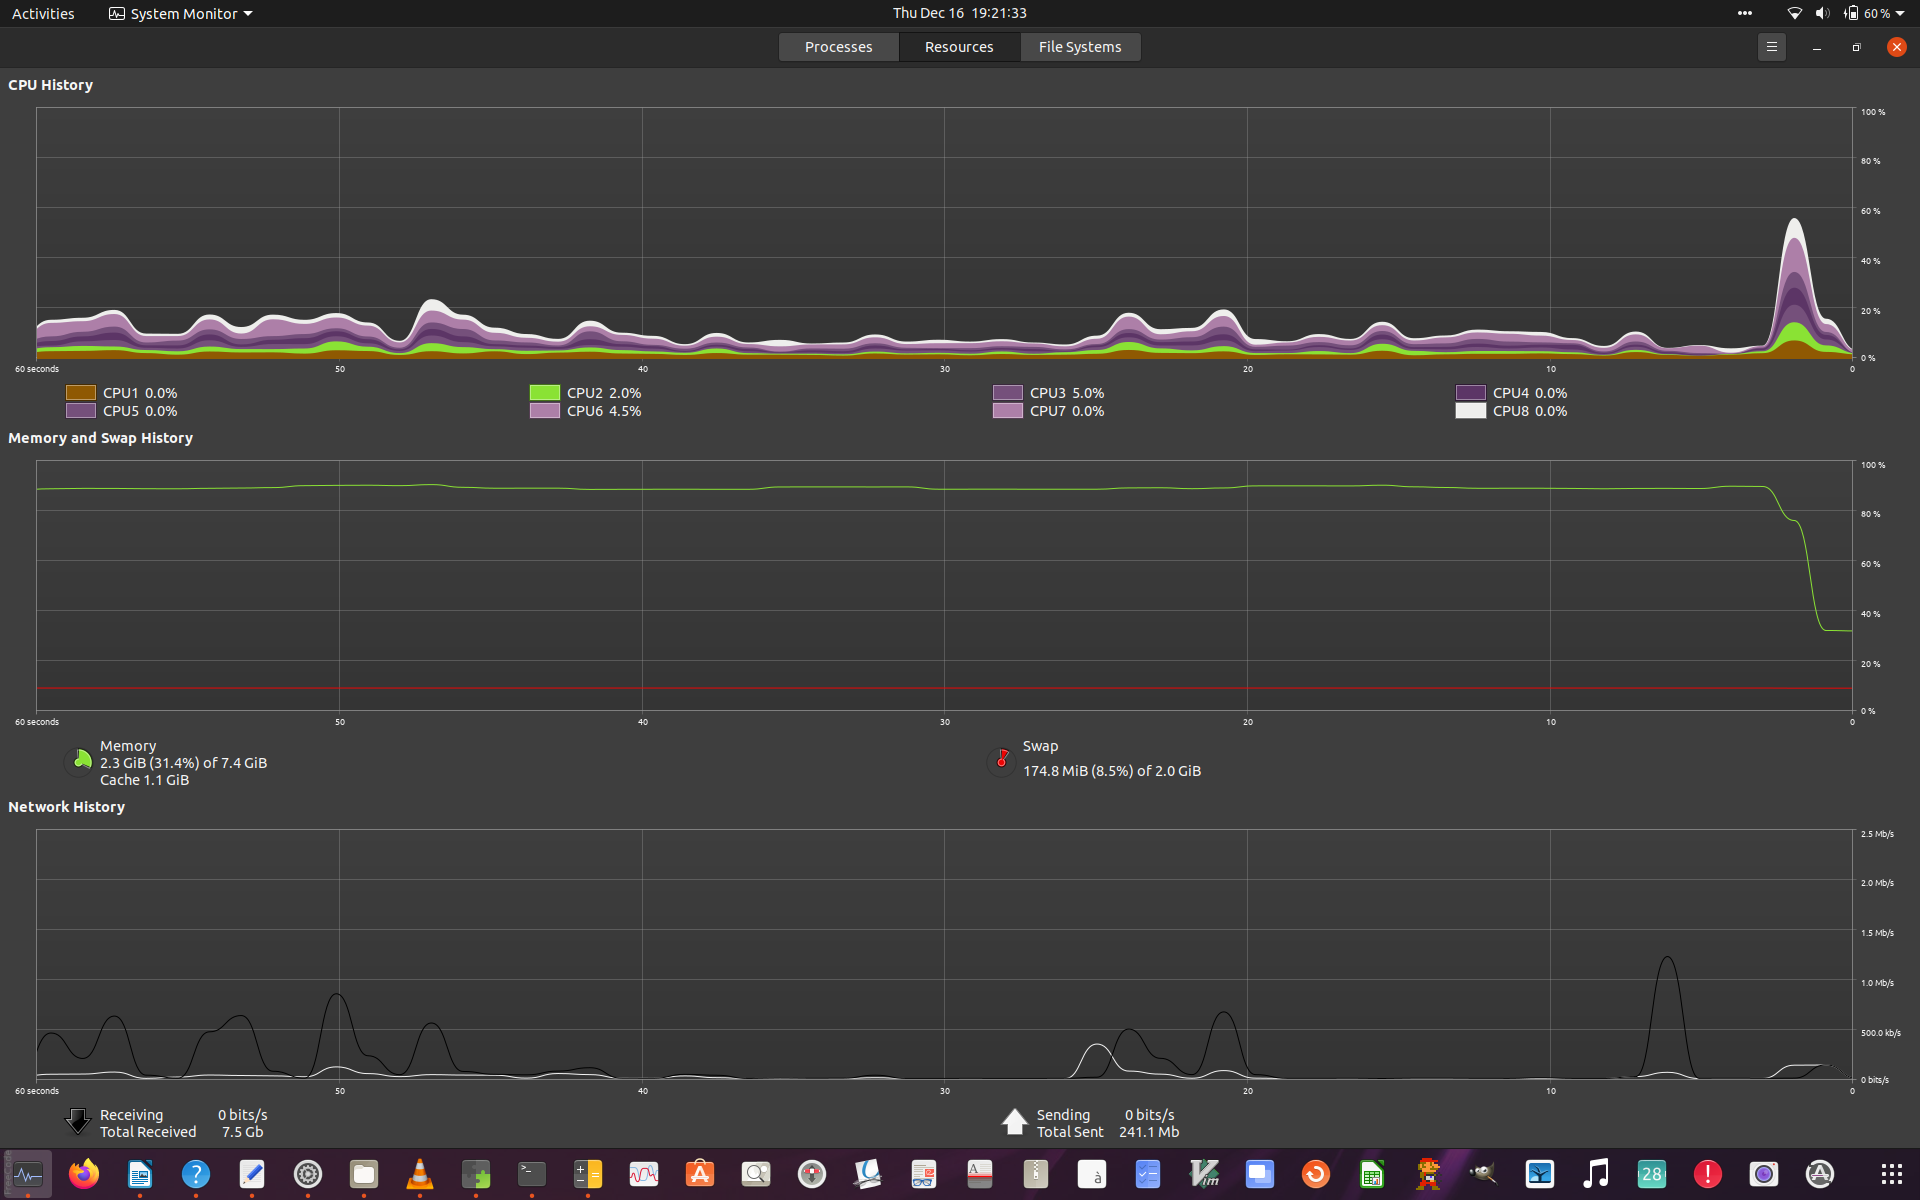 Activities System Monitor Thu Dec 16 19:21:33 60 %
Processes Resources File Systems
CPU History
100 %
80 %
60 %
40 %
20 %
0 %
60 seconds 50 40 30 20 10 0
CPU1 0.0% CPU2 2.0% CPU3 5.0% CPU4 0.0%
CPU5 0.0% CPU6 4.5% CPU7 0.0% CPU8 0.0%
Memory and Swap History
100 %
80 %
60 %
40 %
20 %
0 %
60 seconds 50 40 30 20 10 0
Memory
2.3 GiB (31.4%) of 7.4 GiB
Cache 1.1 GiB
Swap
174.8 MiB (8.5%) of 2.0 GiB
Network History
2.5 Mb/s
2.0 Mb/s
1.5 Mb/s
1.0 Mb/s
500.0 kb/s
0 bits/s
60 seconds 50 40 30 20 10 0
Receiving 0 bits/s Sending 0 bits/s
Total Received 7.5 Gb Total Sent 241.1 Mb
28